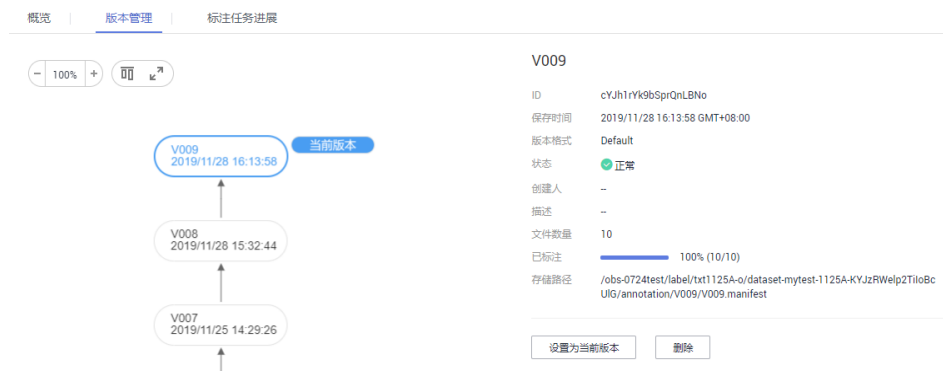 概览
版本管理
标注任务进展
- 100% +
V009
2019/11/28 16:13:58
当前版本
V008
2019/11/28 15:32:44
V007
2019/11/25 14:29:26
V009
ID cYJh1rYk9bSprQnLBNo
保存时间 2019/11/28 16:13:58 GMT+08:00
版本格式 Default
状态 正常
创建人 --
描述 --
文件数量 10
已标注 100% (10/10)
存储路径 /obs-0724test/label/txt1125A-o/dataset-mytest-1125A-KYJzRWelp2TiIoBc
UIG/annotation/V009/V009.manifest
设置为当前版本
删除